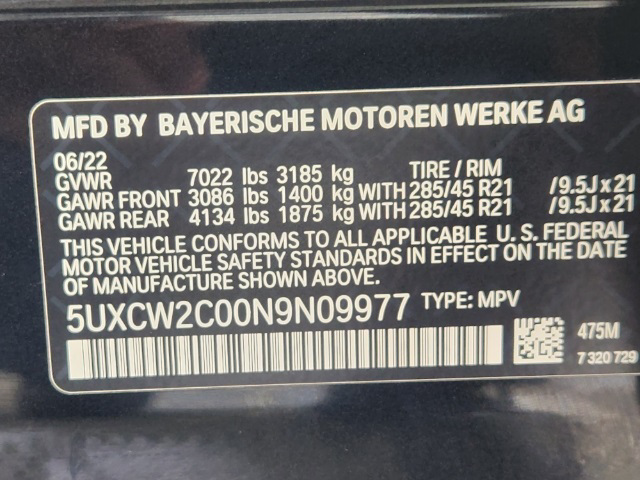 MFD BY BAYERISCHE MOTOREN WERKE AG
06/22 TIRE / RIM
GVWR 7022 lbs 3185 kg
GAWR FRONT 3086 lbs 1400 kg WITH 285/45 R21 /9.5J x 21
GAWR REAR 4134 lbs 1875 kg WITH 285/45 R21 /9.5J x 21
THIS VEHICLE CONFORMS TO ALL APPLICABLE U. S. FEDERAL
MOTOR VEHICLE SAFETY STANDARDS IN EFFECT ON THE DATE
OF MANUFACTURE SHOWN ABOVE.
5UXCW2C00N9N09977 TYPE: MPV
475M
7 320 729